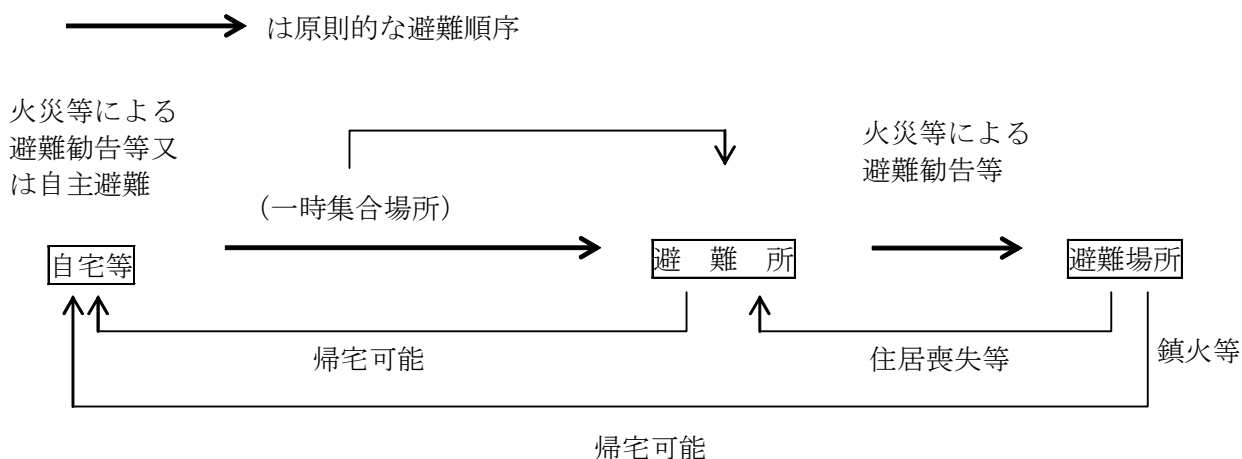 は原則的な避難順序
火災等による
避難勧告等又
は自主避難
火災等による
避難勧告等
（一時集合場所）
自宅等
避　難　所
避難場所
帰宅可能
住居喪失等
鎮火等
帰宅可能